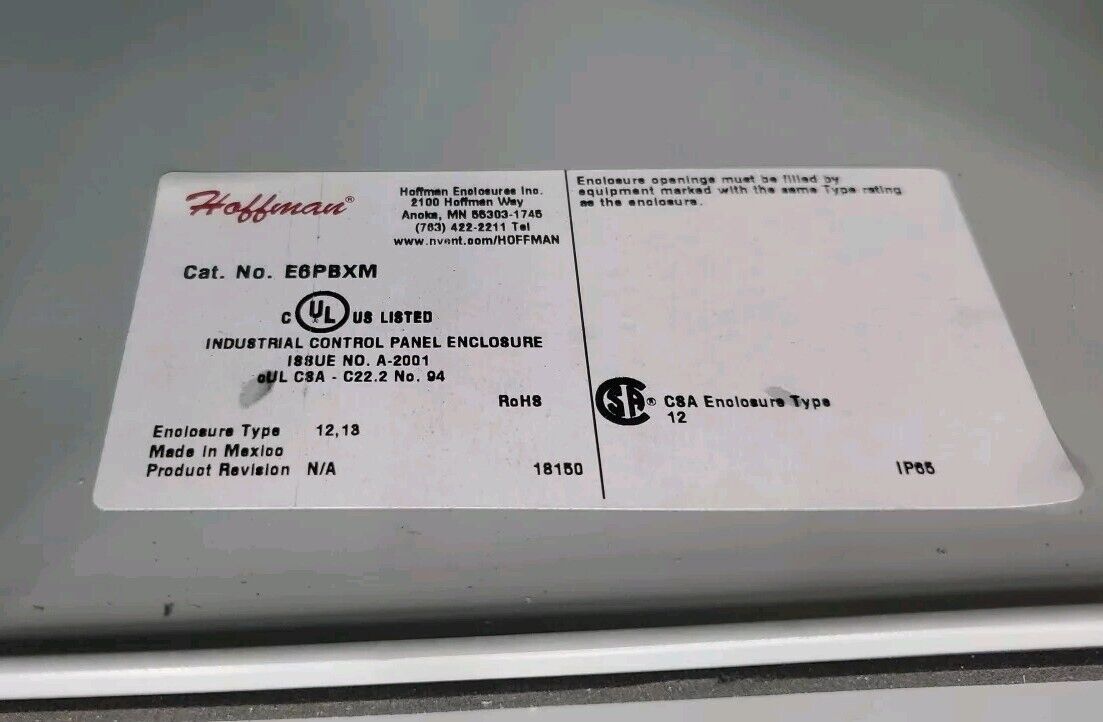 Hoffman®
Hoffman Enclosures Inc.
2100 Hoffman Way
Anoka, MN 55303-1745
(763) 422-2211 Tel
www.nvent.com/HOFFMAN
Cat. No. E6PBXM
C UL US LISTED
INDUSTRIAL CONTROL PANEL ENCLOSURE
ISSUE NO. A-2001
cUL CSA - C22.2 No. 94
RoHS
Enclosure Type 12,13
Made in Mexico
Product Revision N/A
18150
Enclosure openings must be filled by
equipment marked with the same Type rating
as the enclosure.
CSA® CSA Enclosure Type
12
IP65